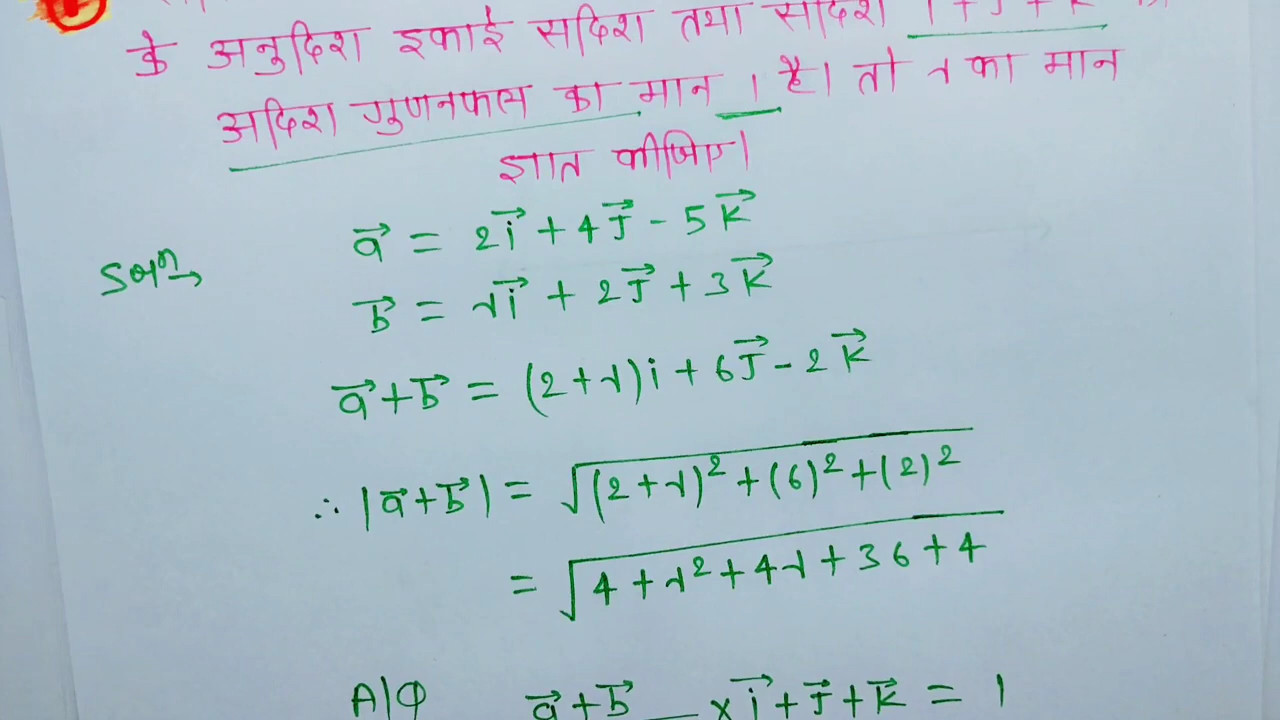 के अनुदिश इकाई सदिश तथा सदिश
अदिश गुणनफल का मान 1 है। तो λ का मान
ज्ञात कीजिए।
Solⁿ→ a⃗ = 2i⃗ + 4J⃗ - 5K⃗
b⃗ = λi⃗ + 2J⃗ + 3K⃗
a⃗+b⃗ = (2+λ)i + 6J⃗ - 2K⃗
∴ |a⃗+b⃗| = √(2+λ)²+(6)²+(2)²
= √4+λ²+4λ+36+4
A/Q a⃗+b⃗ × i⃗+J⃗+K⃗ = 1